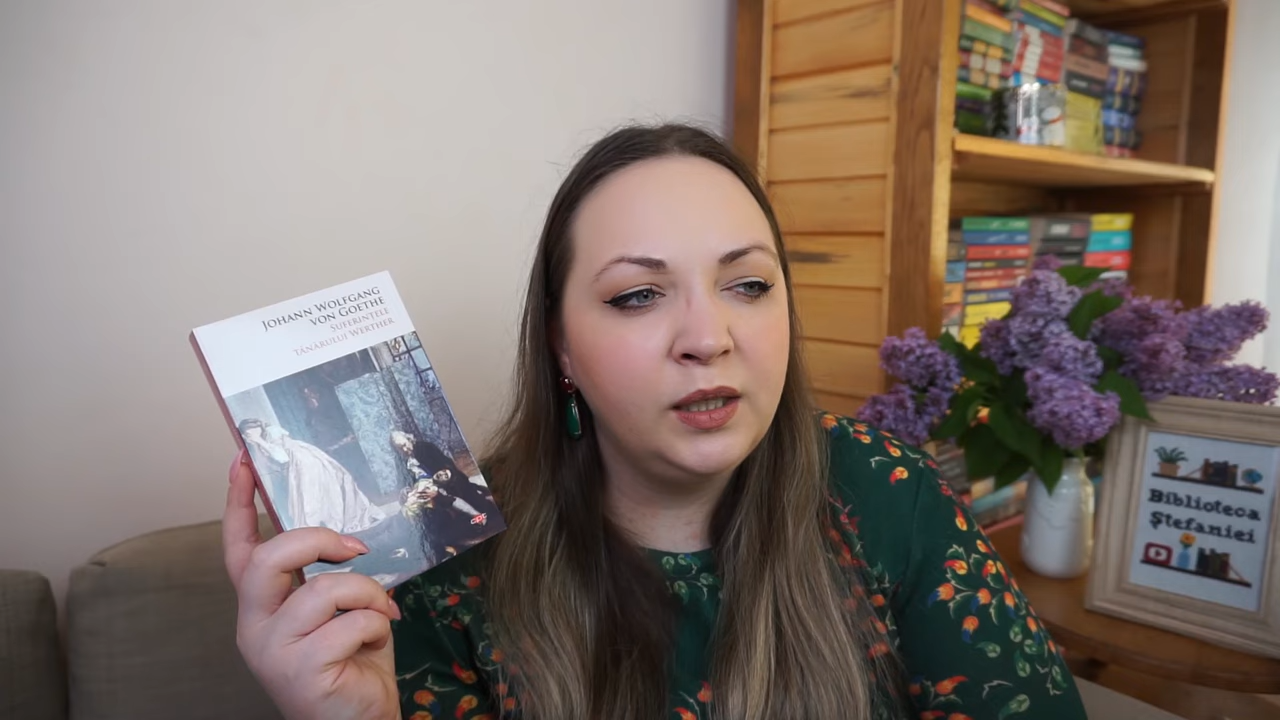 JOHANN WOLFGANG
VON GOETHE
SUFERINȚELE
TÂNĂRULUI WERTHER
Biblioteca
Ștefaniei